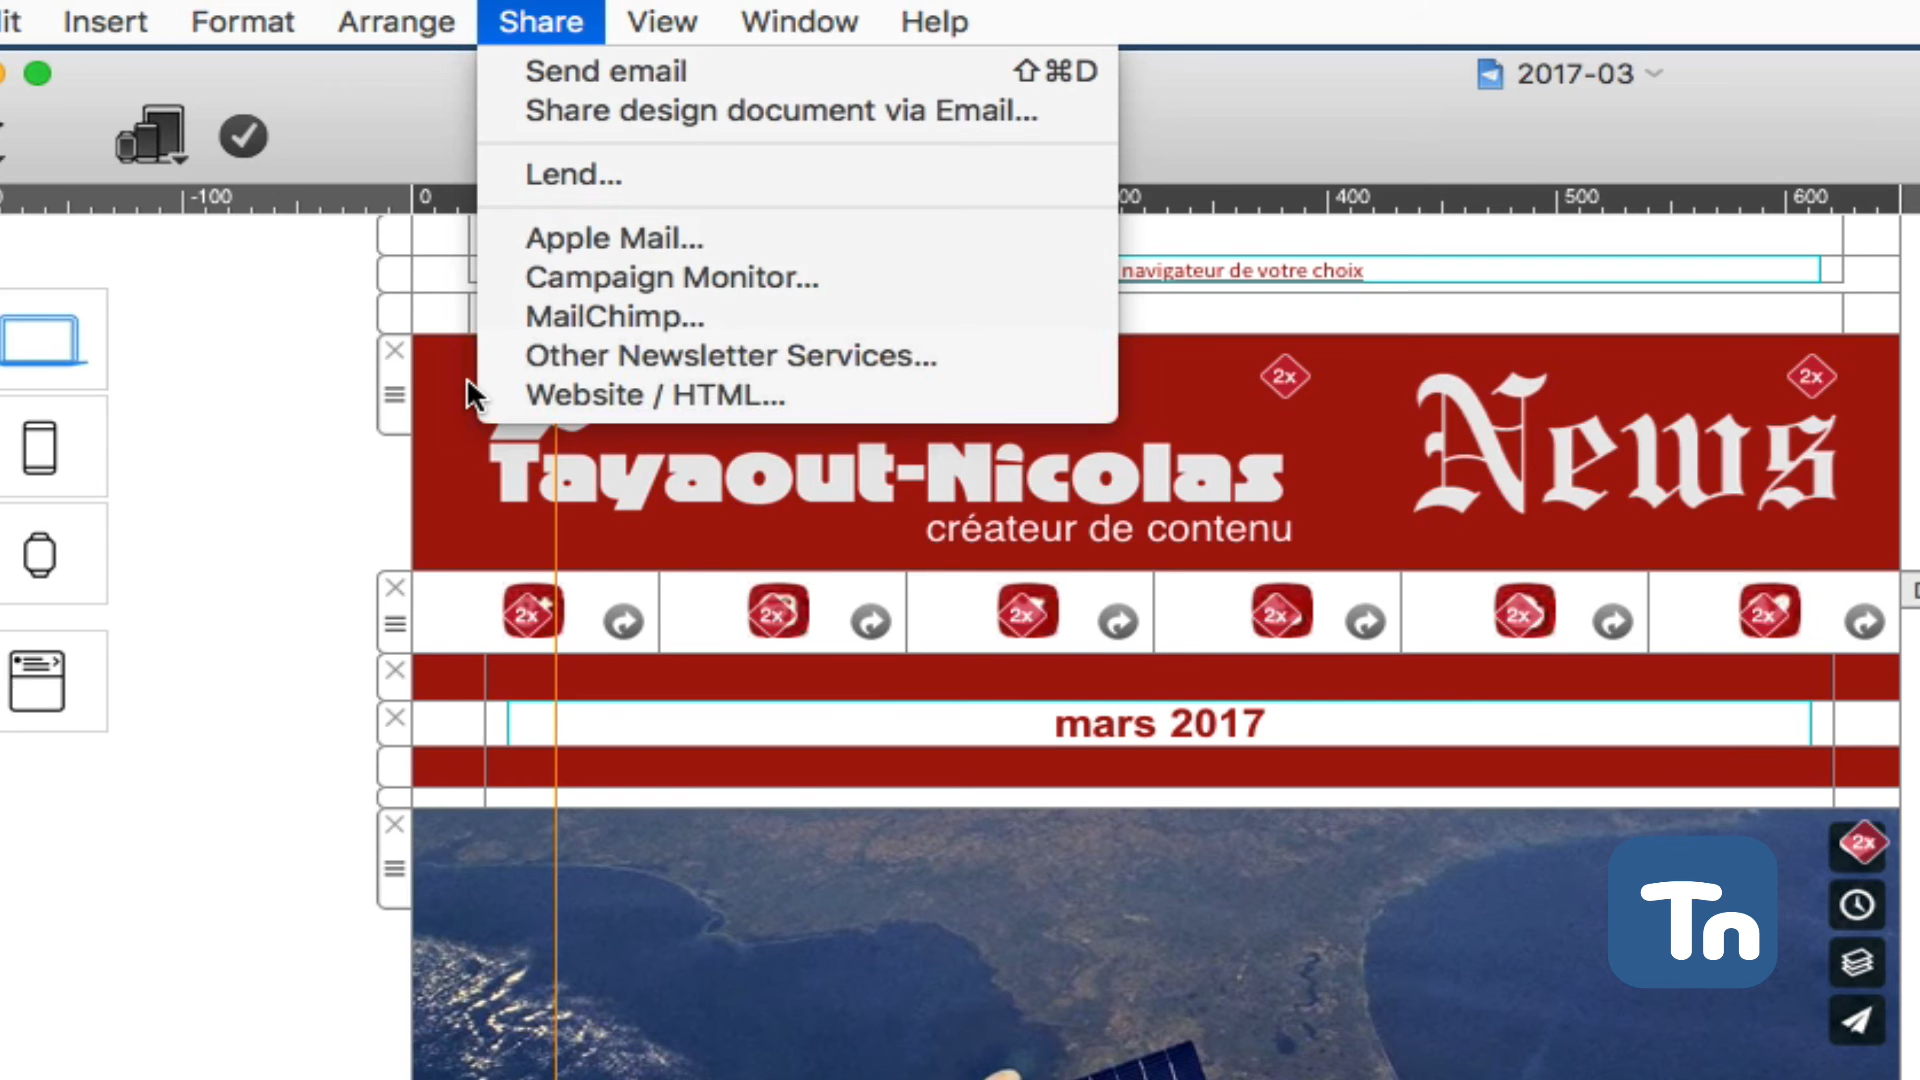 Insert Format Arrange Share View Window Help
Send email ⇧⌘D
Share design document via Email...
2017-03
Lend...
-100 0 400 500 600
Apple Mail...
Campaign Monitor...
navigateur de votre choix
MailChimp...
Other Newsletter Services...
Website / HTML...
2x 2x
News
Tayaout-Nicolas
créateur de contenu
2x 2x 2x 2x 2x 2x
mars 2017
2x
Tn